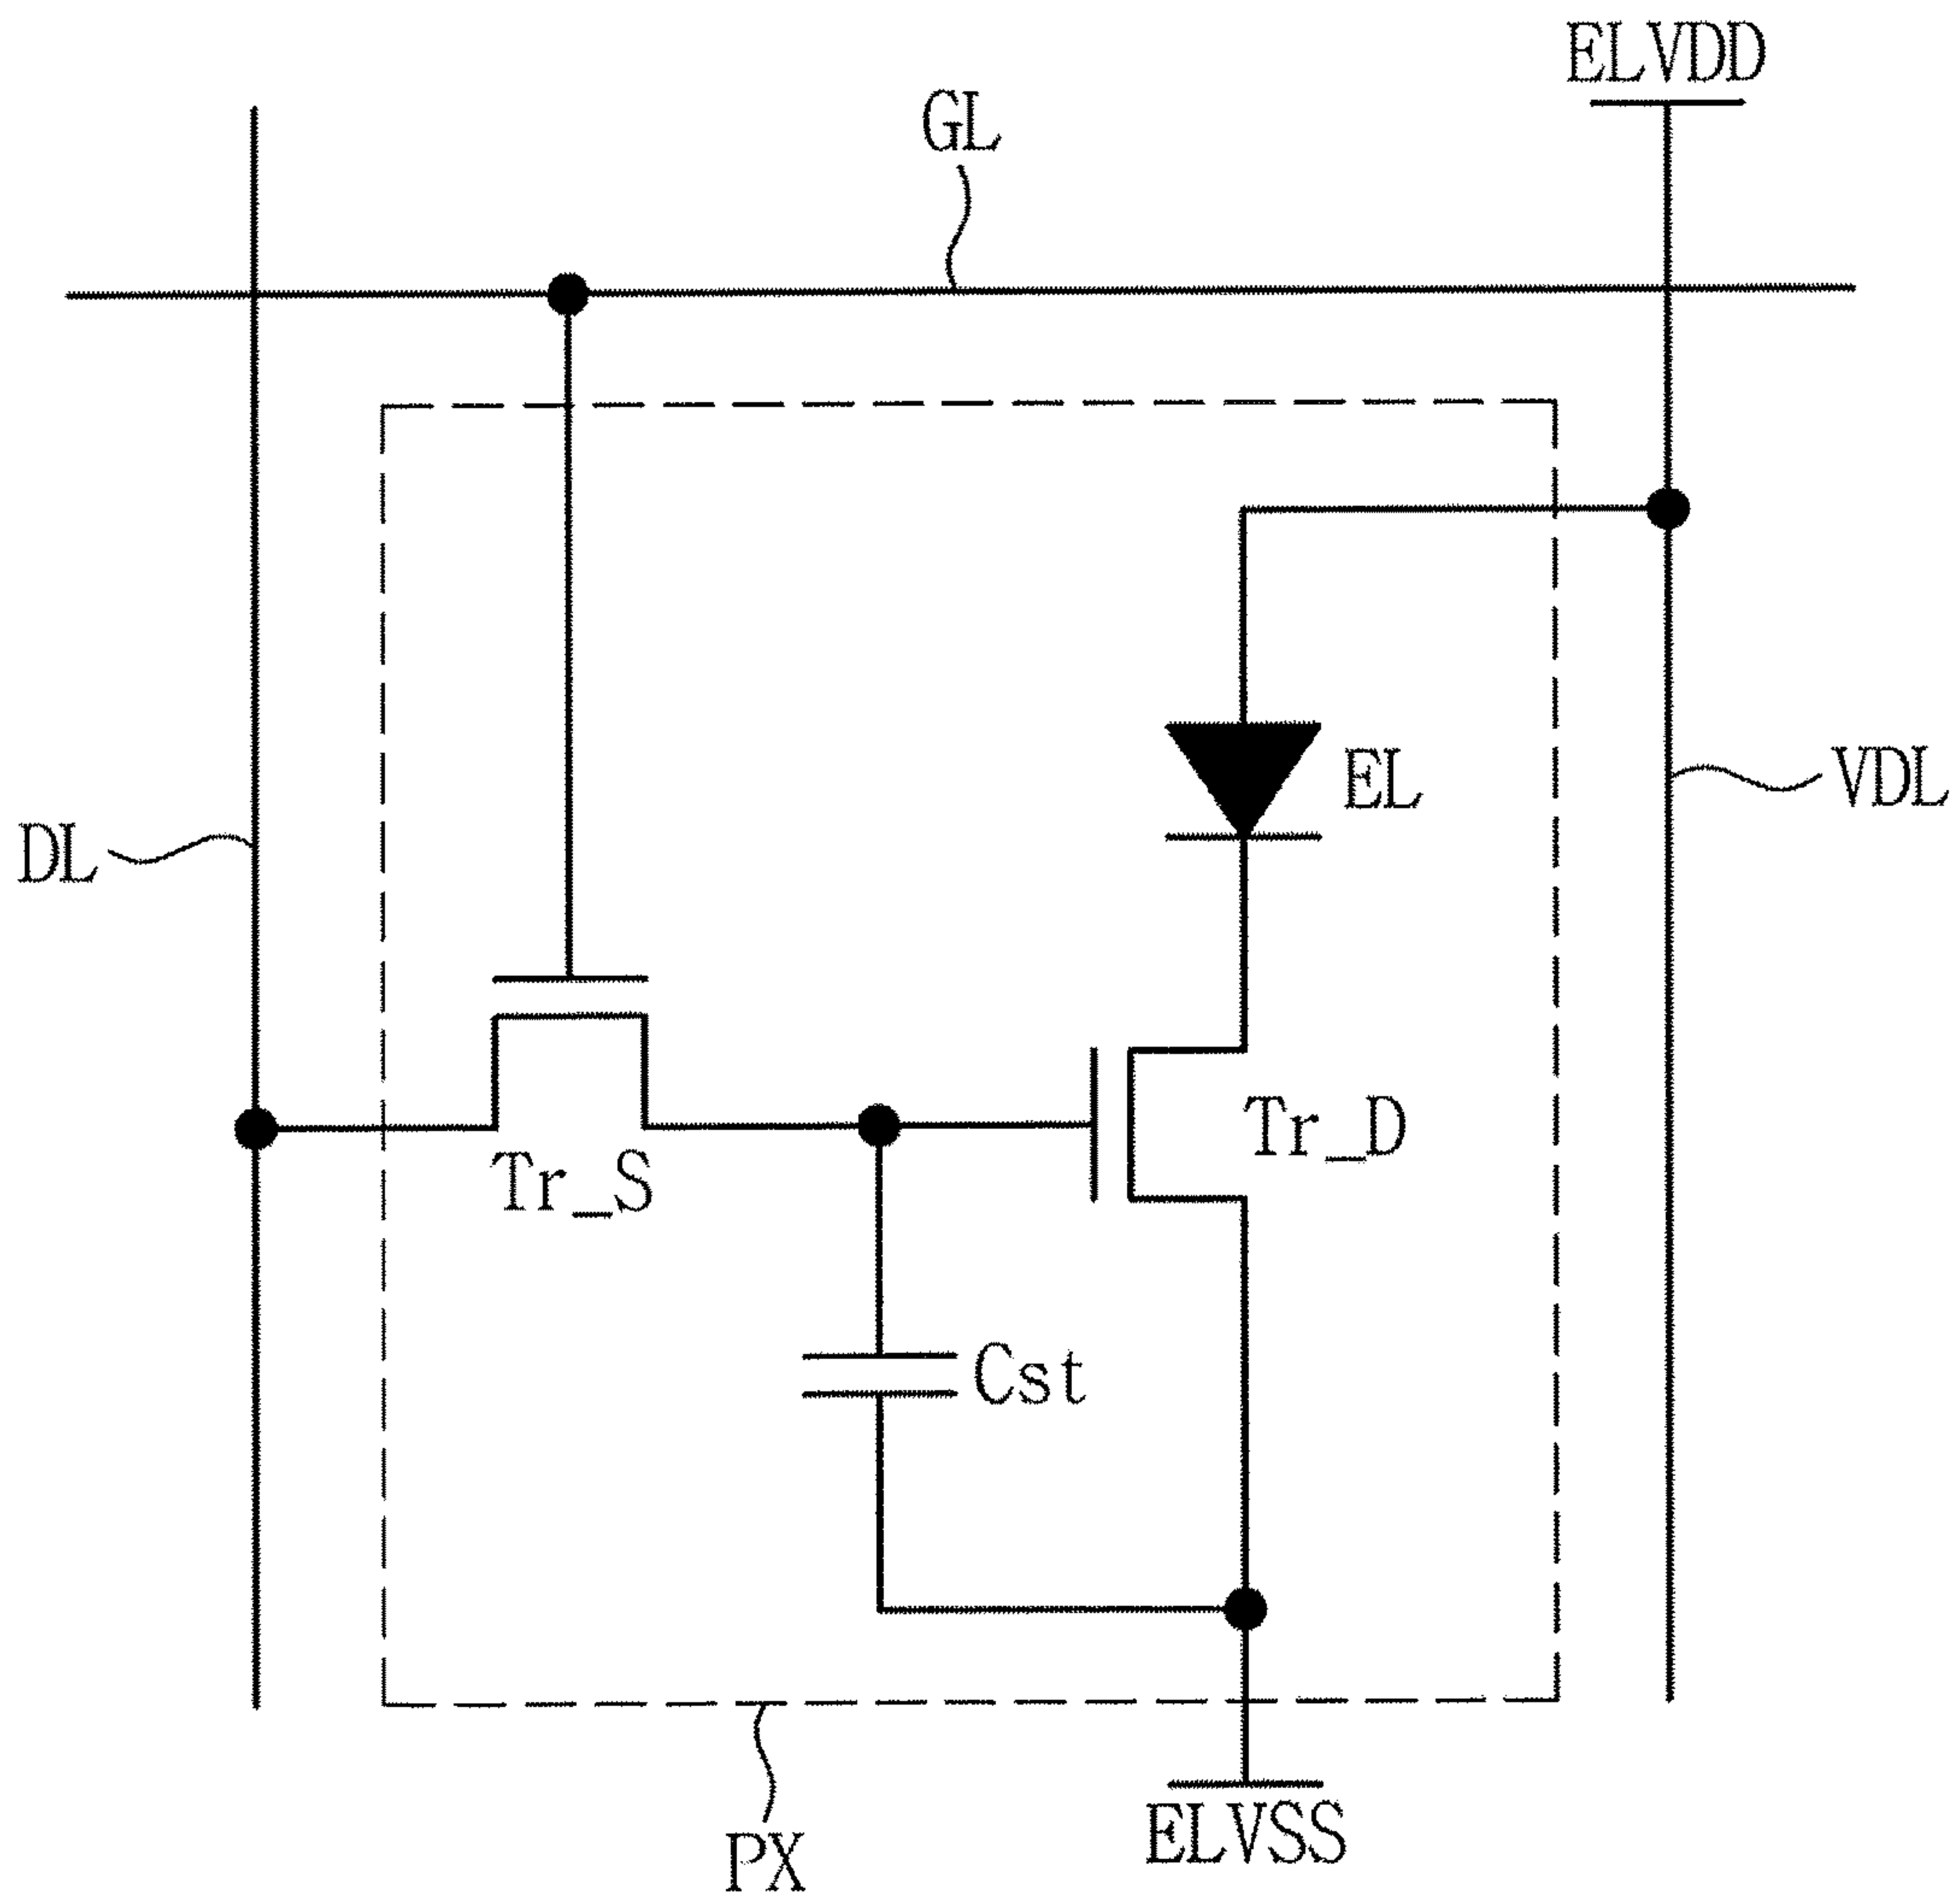 ELVDD
GL
EL
VDL
DL
Tr_D
Tr_S
Cst
ELVSS
PX